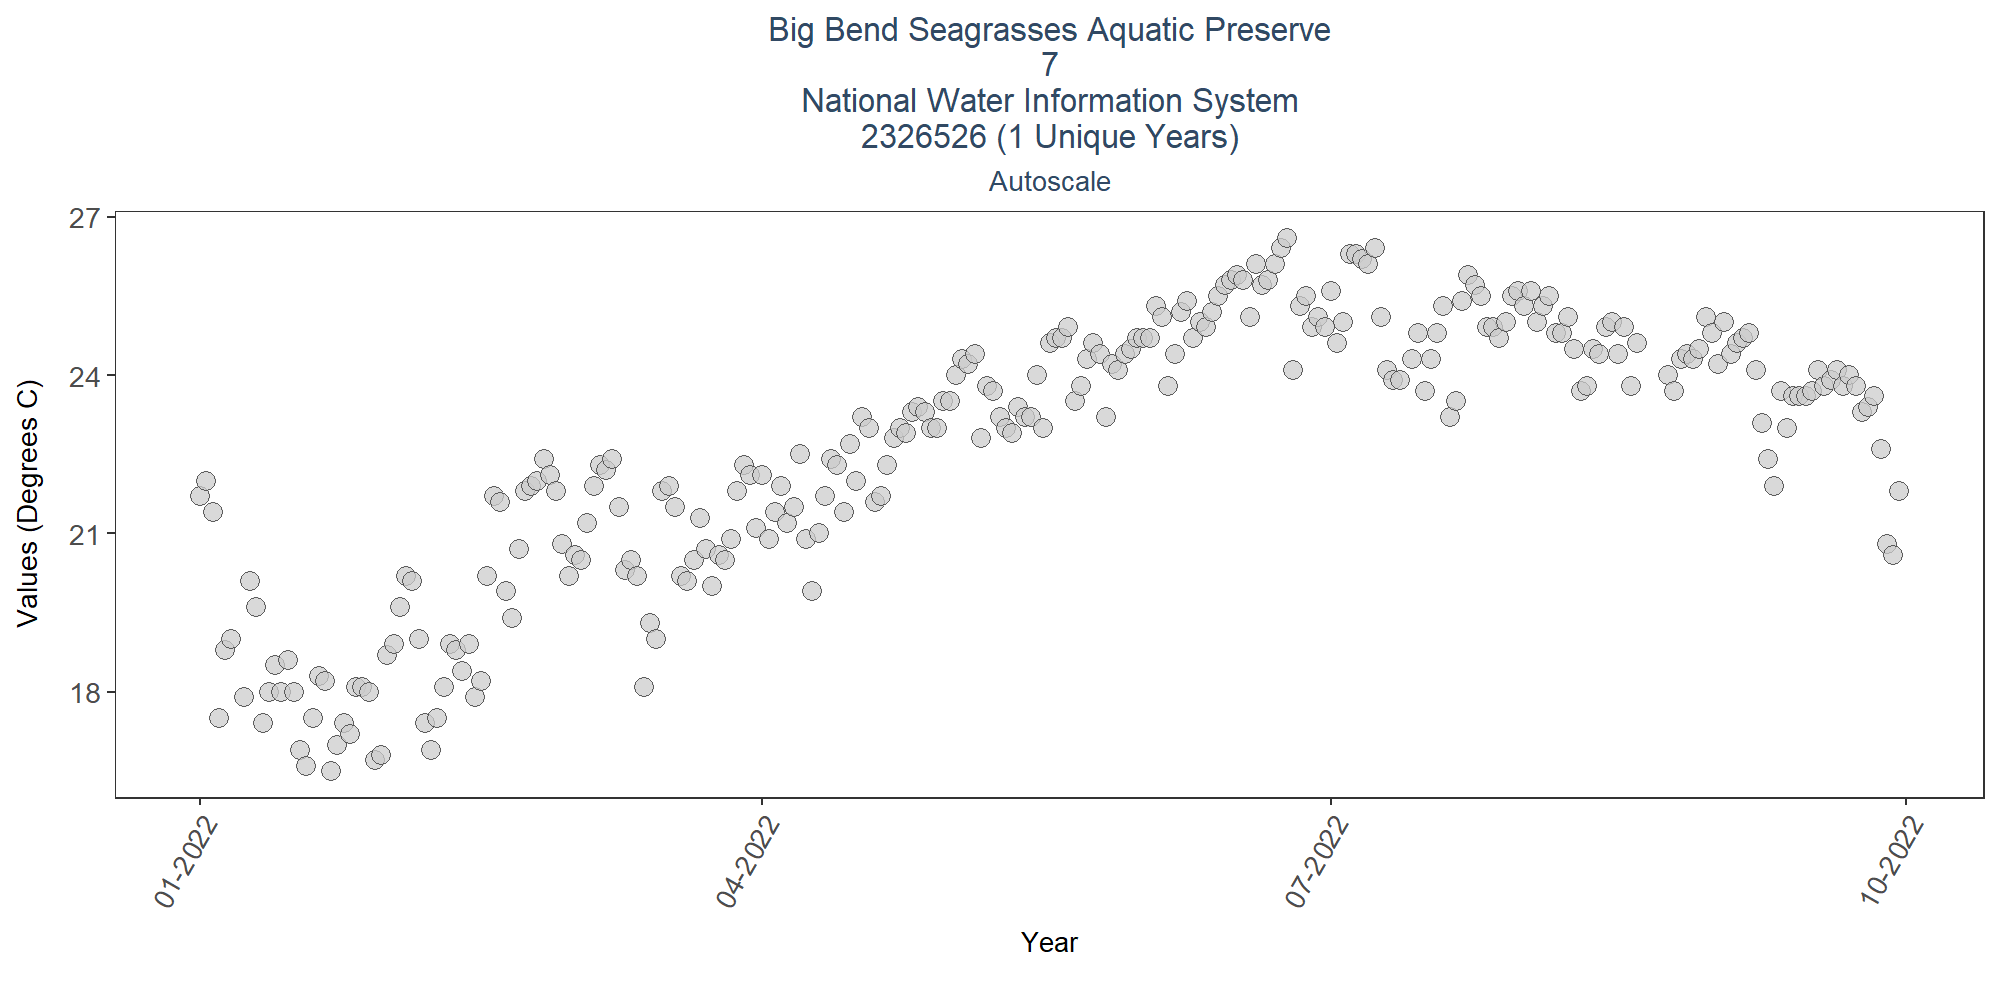 Big Bend Seagrasses Aquatic Preserve
7
National Water Information System
2326526 (1 Unique Years)
Autoscale
27
24
21
18
Values (Degrees C)
01-2022
04-2022
07-2022
10-2022
Year